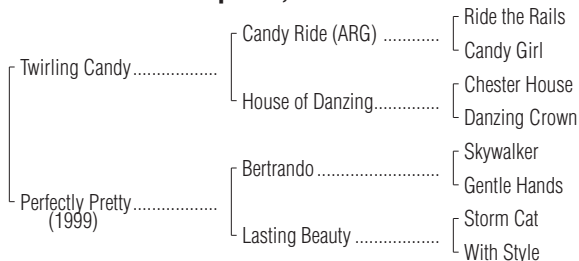 Ride the Rails
Candy Ride (ARG) ............
Candy Girl
Twirling Candy..................
Chester House
House of Danzing..............
Danzing Crown
Skywalker
Bertrando ..........................
Gentle Hands
Perfectly Pretty..................
(1999)
Storm Cat
Lasting Beauty ..................
With Style